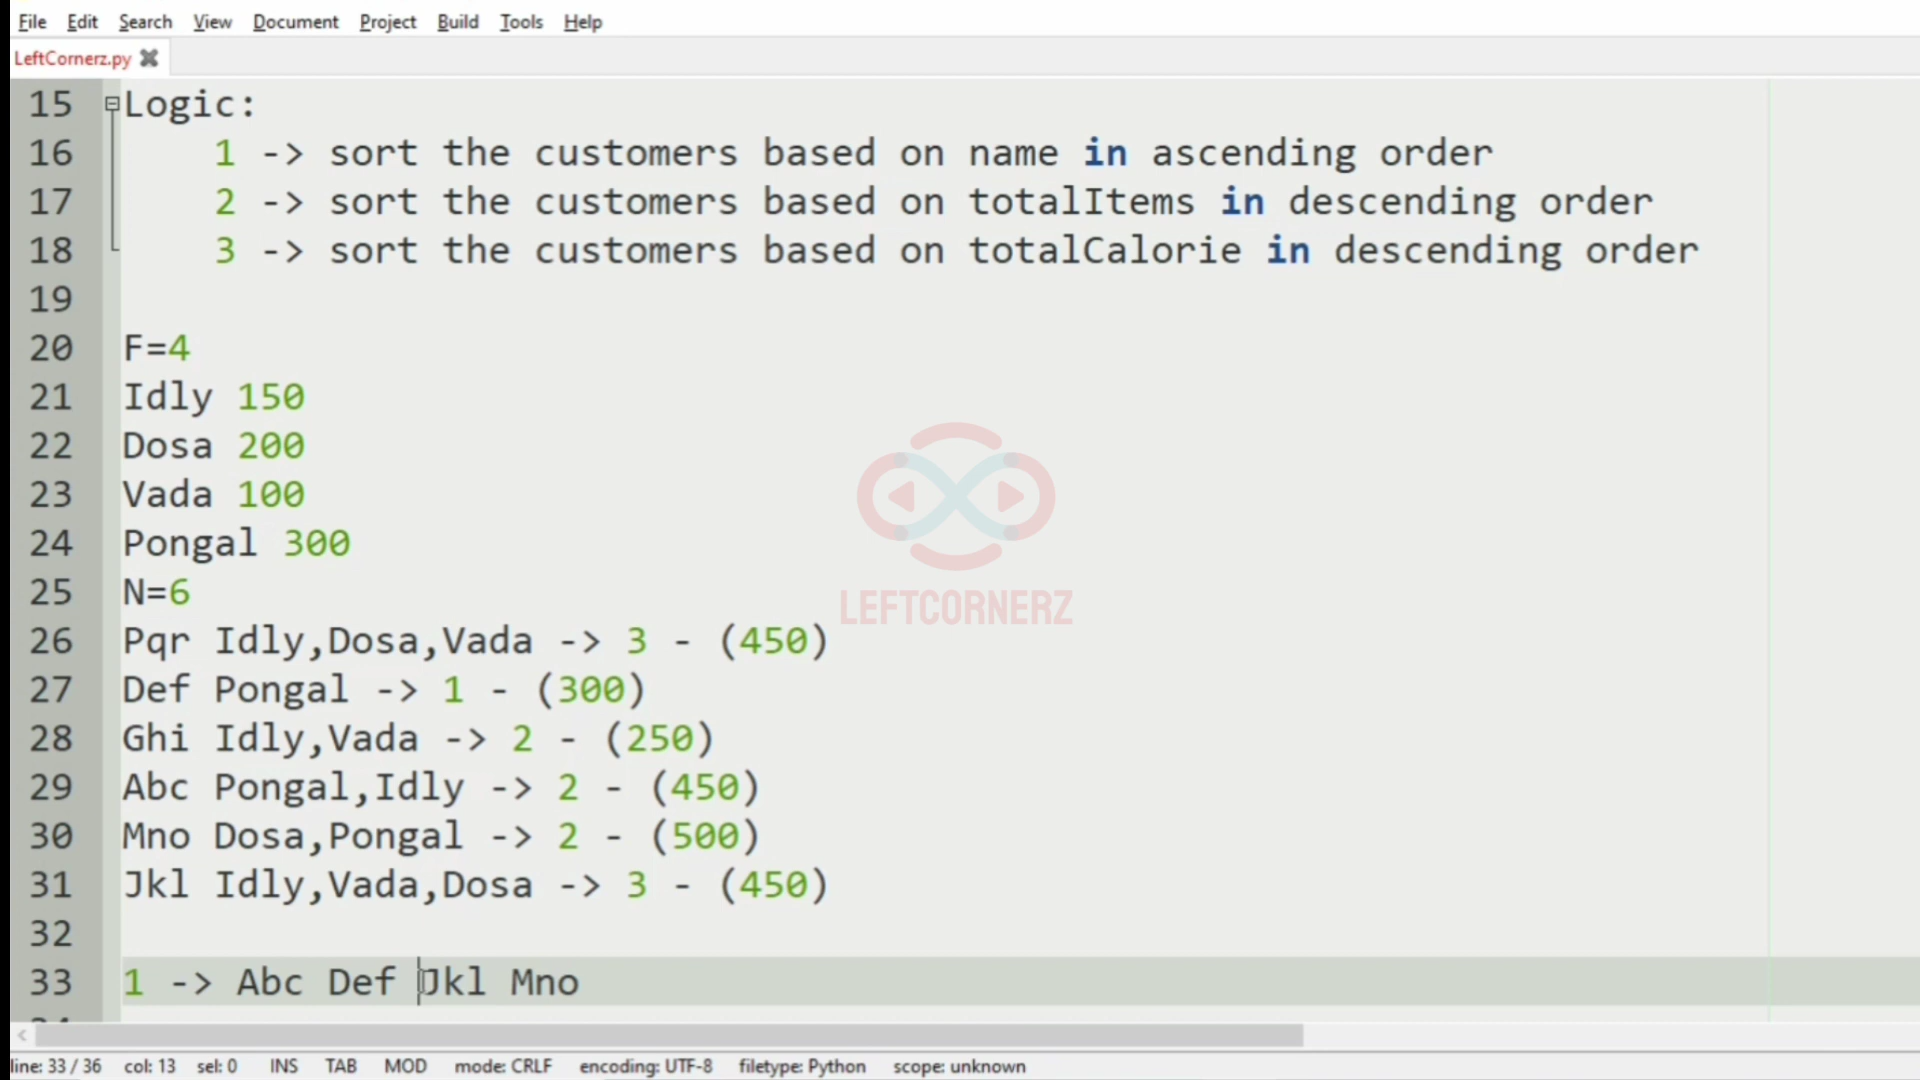 File Edit Search View Document Project Build Tools Help
LeftCornerz.py
15 Logic:
16 1 -> sort the customers based on name in ascending order
17 2 -> sort the customers based on totalItems in descending order
18 3 -> sort the customers based on totalCalorie in descending order
19
20 F=4
21 Idly 150
22 Dosa 200
23 Vada 100
24 Pongal 300
25 N=6
26 Pqr Idly,Dosa,Vada -> 3 - (450)
27 Def Pongal -> 1 - (300)
28 Ghi Idly,Vada -> 2 - (250)
29 Abc Pongal,Idly -> 2 - (450)
30 Mno Dosa,Pongal -> 2 - (500)
31 Jkl Idly,Vada,Dosa -> 3 - (450)
32
33 1 -> Abc Def Jkl Mno
LEFTCORNERZ
line: 33 / 36 col: 13 sel: 0 INS TAB MOD mode: CRLF encoding: UTF-8 filetype: Python scope: unknown